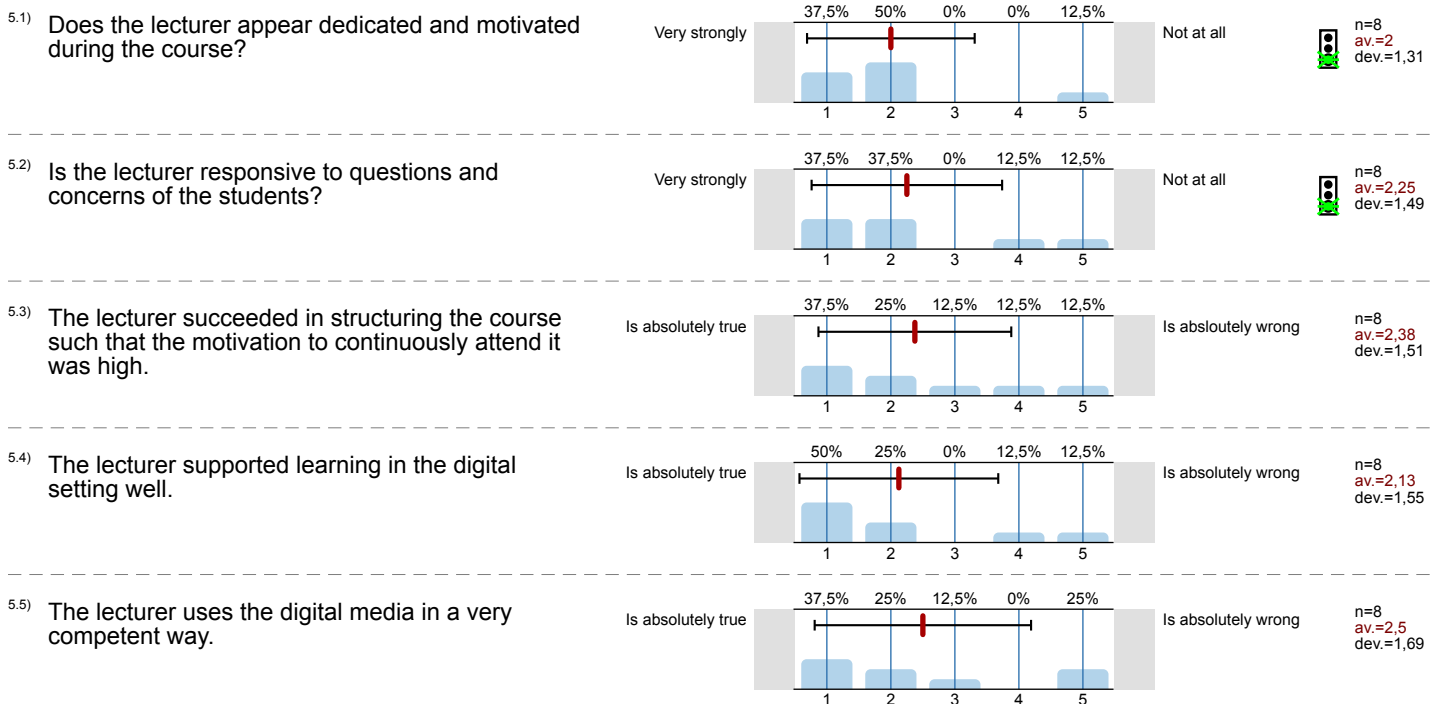 5.1) Does the lecturer appear dedicated and motivated
during the course?
Very strongly
37,5% 50% 0% 0% 12,5%
1 2 3 4 5
Not at all
n=8
av.=2
dev.=1,31
5.2) Is the lecturer responsive to questions and
concerns of the students?
Very strongly
37,5% 37,5% 0% 12,5% 12,5%
1 2 3 4 5
Not at all
n=8
av.=2,25
dev.=1,49
5.3) The lecturer succeeded in structuring the course
such that the motivation to continuously attend it
was high.
Is absolutely true
37,5% 25% 12,5% 12,5% 12,5%
1 2 3 4 5
Is absloutely wrong
n=8
av.=2,38
dev.=1,51
5.4) The lecturer supported learning in the digital
setting well.
Is absolutely true
50% 25% 0% 12,5% 12,5%
1 2 3 4 5
Is absolutely wrong
n=8
av.=2,13
dev.=1,55
5.5) The lecturer uses the digital media in a very
competent way.
Is absolutely true
37,5% 25% 12,5% 0% 25%
1 2 3 4 5
Is absolutely wrong
n=8
av.=2,5
dev.=1,69